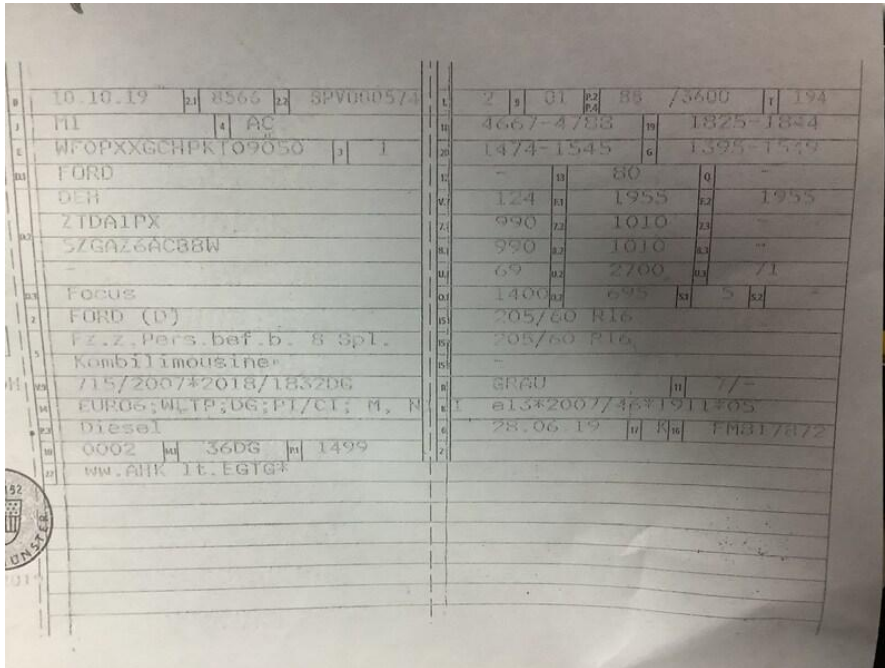 B 10.10.19 2.1 8566 2.2 SPV000574
J M1 4 AC
E WF0PXXGCHPKT09050 3 1
D.1 FORD
DEH
D.2 ZTDA1PX
5ZGAZ6ACB8W
-
D.3 Focus
2 FORD (D)
5 Fz.z.Pers.bef.b. 8 Spl.
Kombilimousine
V.9 715/2007*2018/1832DG
14 EURO6;WLTP;DG;PI/CI; M, N I
P.3 Diesel
10 0002 14.1 36DG P.1 1499
22 ww.AHK lt.EGTG*
L 2 9 01 P.2 P.4 88 /3600 T 194
18 4667-4788 19 1825-1844
20 1474-1545 G 1395-1549
12 - 13 80 Q -
V.7 124 F.1 1955 F.2 1955
7.1 990 7.2 1010 7.3 -
8.1 990 8.2 1010 8.3 -
U.1 69 U.2 2700 U.3 71
O.1 1400 O.2 695 S.1 5 S.2 -
15.1 205/60 R16
15.2 205/60 R16
15.3 -
R GRAU 11 7/-
K e13*2007/46*1911*05
6 28.06.19 17 K 16 FM817872
152